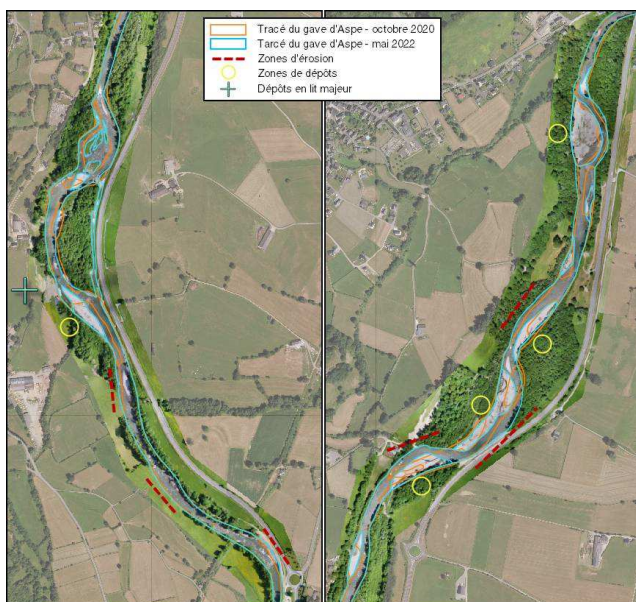 Tracé du gave d'Aspe - octobre 2020
Tarcé du gave d'Aspe - mai 2022
Zones d'érosion
Zones de dépôts
Dépôts en lit majeur